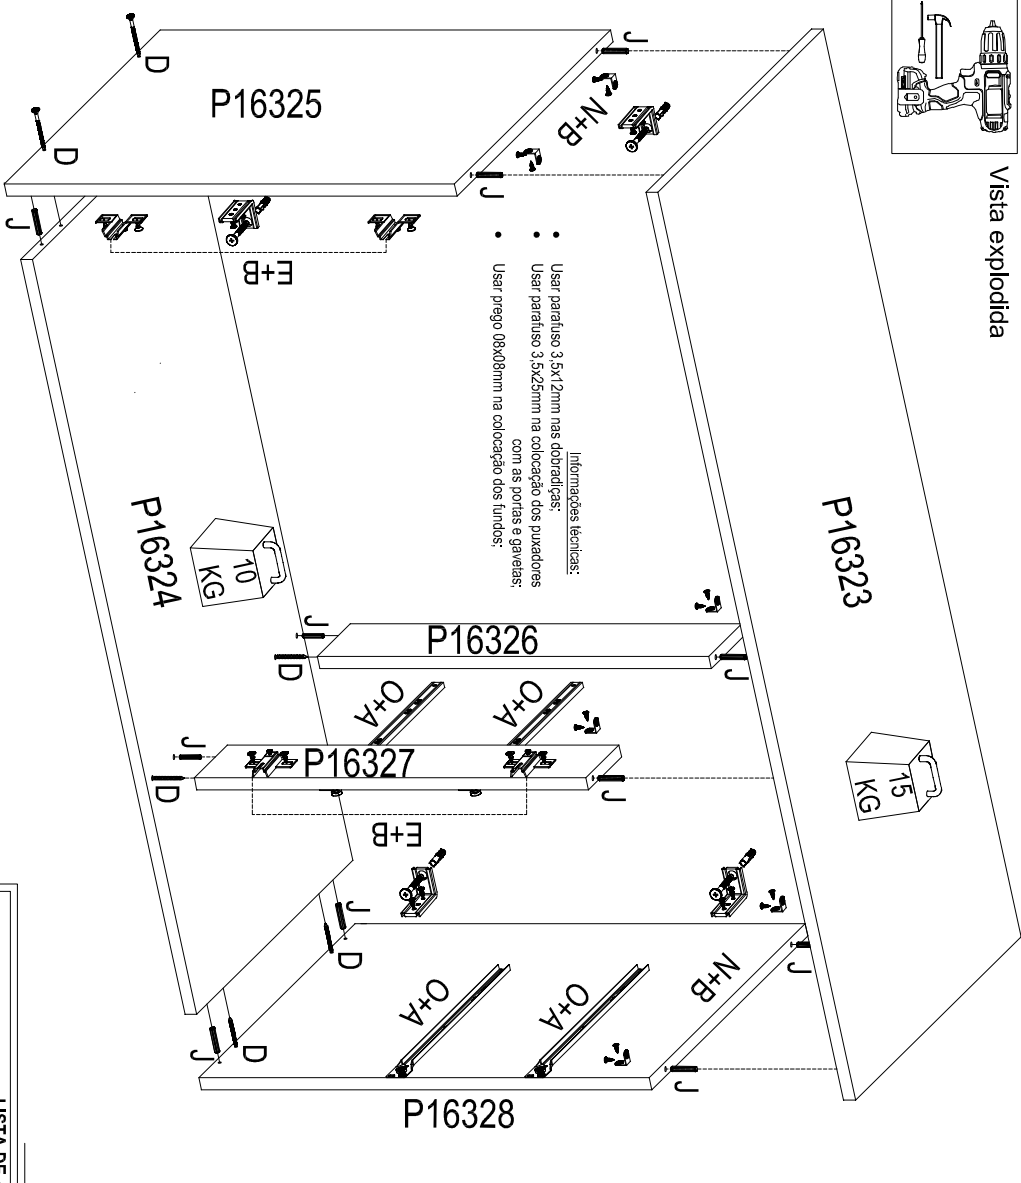 Vista explodida
J
D
P16325
N+B
D
J
J
E+B
Informações técnicas:
• Usar parafuso 3,5x12mm nas dobradiças;
• Usar parafuso 3,5x25mm na colocação dos puxadores
com as portas e gavetas;
• Usar prego 08x08mm na colocação dos fundos;
P16323
P16324
10
KG
15
KG
J
P16326
D
J
O+A
O+A
J
P16327
D
J
E+B
J
D
N+B
J
O+A
O+A
J
D
J
P16328